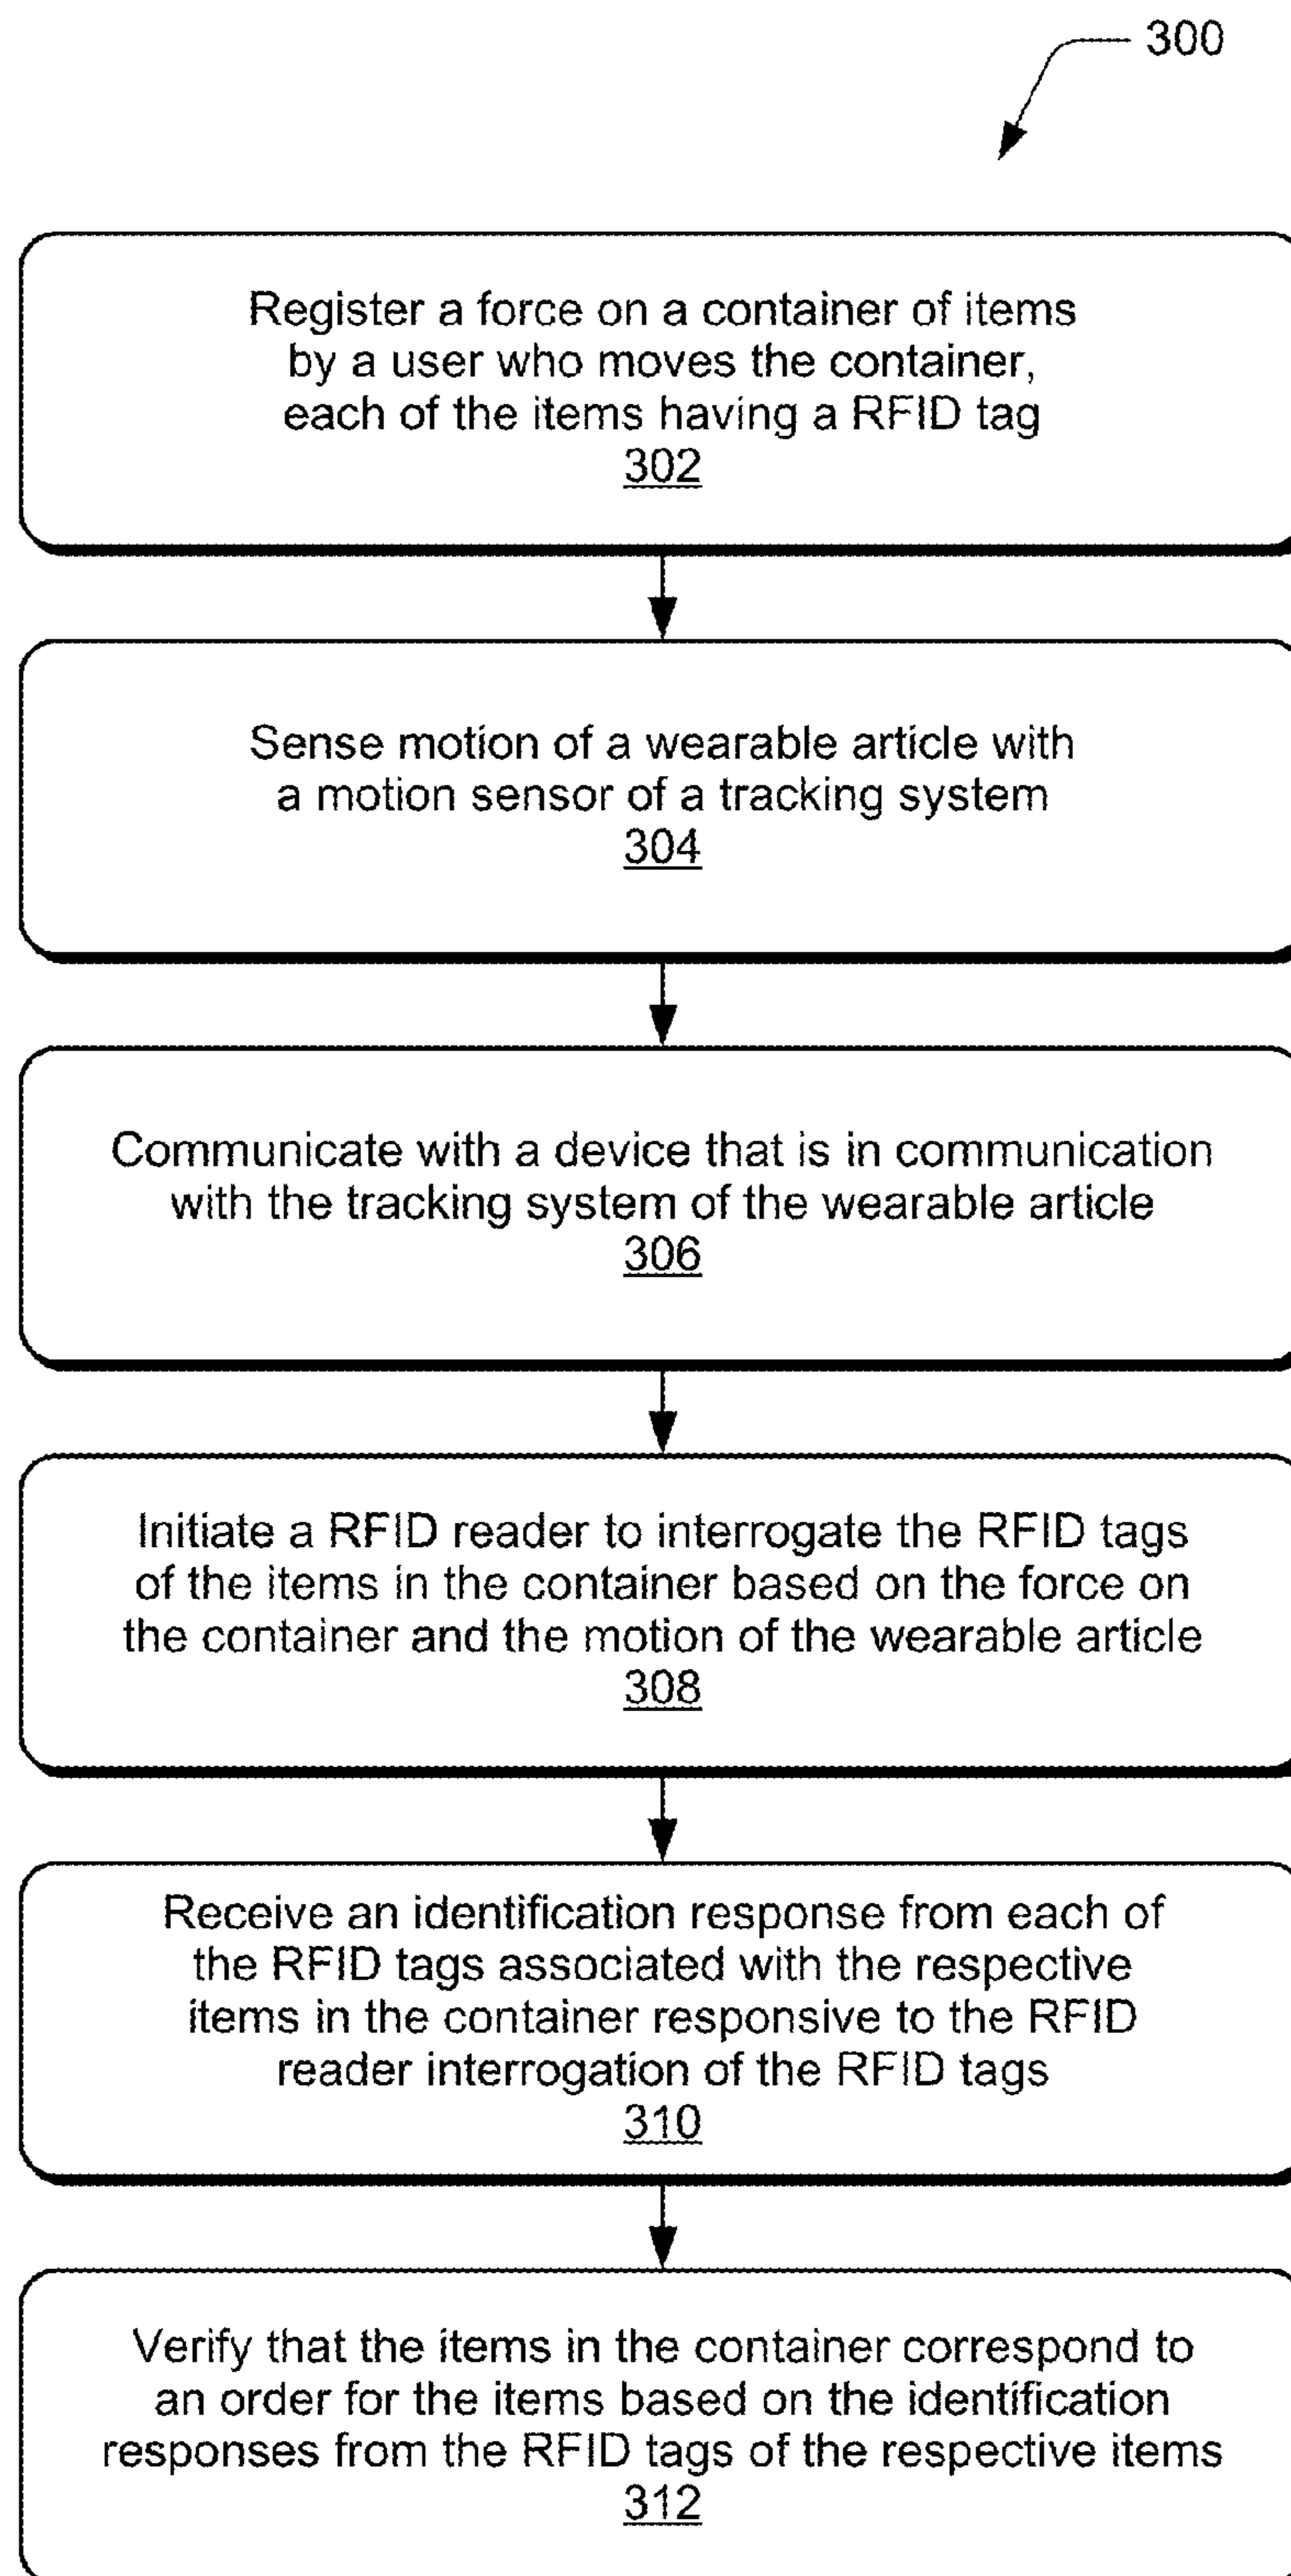 300
Register a force on a container of items
by a user who moves the container,
each of the items having a RFID tag
302
Sense motion of a wearable article with
a motion sensor of a tracking system
304
Communicate with a device that is in communication
with the tracking system of the wearable article
306
Initiate a RFID reader to interrogate the RFID tags
of the items in the container based on the force on
the container and the motion of the wearable article
308
Receive an identification response from each of
the RFID tags associated with the respective
items in the container responsive to the RFID
reader interrogation of the RFID tags
310
Verify that the items in the container correspond to
an order for the items based on the identification
responses from the RFID tags of the respective items
312